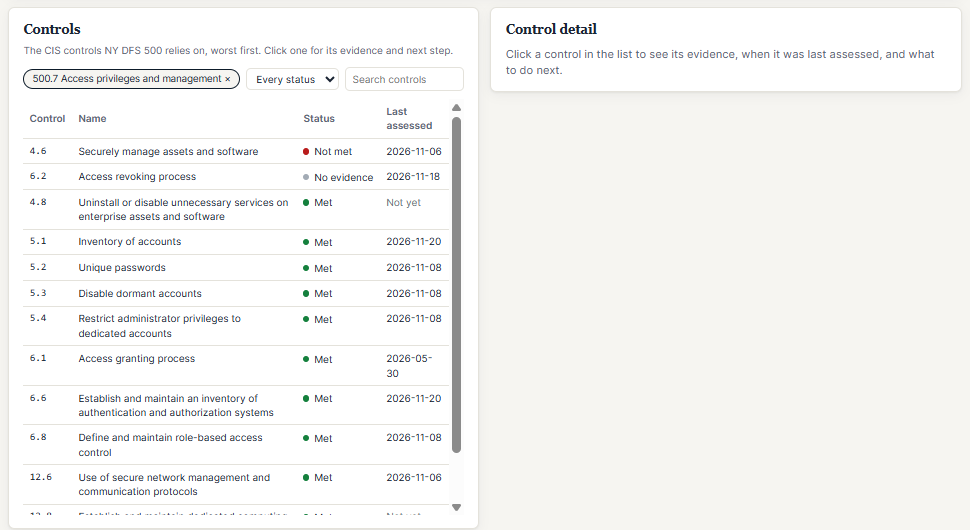 Controls
The CIS controls NY DFS 500 relies on, worst first. Click one for its evidence and next step.
500.7 Access privileges and management ×
Every status
Search controls
Control Name Status Last assessed
4.6 Securely manage assets and software Not met 2026-11-06
6.2 Access revoking process No evidence 2026-11-18
4.8 Uninstall or disable unnecessary services on Met Not yet
enterprise assets and software
5.1 Inventory of accounts Met 2026-11-20
5.2 Unique passwords Met 2026-11-08
5.3 Disable dormant accounts Met 2026-11-08
5.4 Restrict administrator privileges to Met 2026-11-08
dedicated accounts
6.1 Access granting process Met 2026-05-
30
6.6 Establish and maintain an inventory of Met 2026-11-20
authentication and authorization systems
6.8 Define and maintain role-based access Met 2026-11-08
control
12.6 Use of secure network management and Met 2026-11-06
communication protocols
Control detail
Click a control in the list to see its evidence, when it was last assessed, and what
to do next.